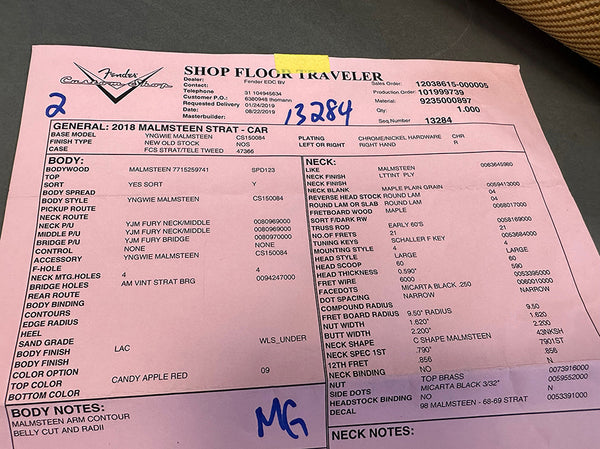 Fender
Custom Shop
SHOP FLOOR TRAVELER
Dealer: Fender EDC BV
Contact:
Telephone 31 104945634
Customer P.O.: 6380948 thomann
Requested Delivery 01/24/2019
DOM 08/22/2019
Masterbuilder:
Sales Order: 12038615-000005
Production Order: 101999739
Material: 9235000897
Qty: 1.000
Seq Number 13284
2
13284
GENERAL: 2018 MALMSTEEN STRAT - CAR
BASE MODEL YNGWIE MALMSTEEN CS150084 PLATING CHROME/NICKEL HARDWARE CHR
FINISH TYPE NEW OLD STOCK NOS LEFT OR RIGHT RIGHT HAND R
CASE FCS STRAT/TELE TWEED 47366
BODY:
BODYWOOD MALMSTEEN 7715259741 SPD123
TOP
SORT YES SORT Y
BODY SPREAD
BODY STYLE YNGWIE MALMSTEEN CS150084
PICKUP ROUTE
NECK ROUTE
NECK P/U YJM FURY NECK/MIDDLE 0080969000
MIDDLE P/U YJM FURY NECK/MIDDLE 0080969000
BRIDGE P/U YJM FURY BRIDGE 0080970000
CONTROL NONE NONE
ACCESSORY YNGWIE MALMSTEEN CS150084
F-HOLE
NECK MTG.HOLES 4 4
BRIDGE HOLES AM VINT STRAT BRG 0094247000
REAR ROUTE
BODY BINDING
CONTOURS
EDGE RADIUS
HEEL
SAND GRADE WLS_UNDER
BODY FINISH LAC
BODY FINISH
COLOR OPTION 09
TOP COLOR CANDY APPLE RED
BOTTOM COLOR
BODY NOTES:
MALMSTEEN ARM CONTOUR
BELLY CUT AND RADII
MG
NECK:
LIKE MALMSTEEN 0063645960
NECK FINISH LTTINT PLY
NECK FINISH
NECK BLANK MAPLE PLAIN GRAIN 0059413000
REVERSE HEAD STOCK ROUND LAM 04
ROUND LAM OR SLAB ROUND LAM 04
FRETBOARD WOOD MAPLE 0068017000
SORT F/DARK RW
TRUSS ROD EARLY 60'S 0058169000
NO OF FRETS 21 21
TUNING KEYS SCHALLER F KEY 0053684000
MOUNTING STYLE 4 4
HEAD STYLE LARGE LARGE
HEAD SCOOP 60 60
HEAD THICKNESS 0.590" 590
FRET WIRE 6000 0053395000
FACEDOTS MICARTA BLACK .250 0060010000
DOT SPACING NARROW NARROW
COMPOUND RADIUS
FRET BOARD RADIUS 9.50" RADIUS 9.50
NUT WIDTH 1.620" 1.620
BUTT WIDTH 2.200" 2.200
NECK SHAPE C SHAPE MALMSTEEN 43NKSH
NECK SPEC 1ST .790" 7901ST
12TH FRET .856 .856
NECK BINDING NO N
NUT TOP BRASS 0073916000
SIDE DOTS MICARTA BLACK 3/32" 0059552000
HEADSTOCK BINDING NO N
DECAL 98 MALMSTEEN - 68-69 STRAT 0053391000
NECK NOTES: